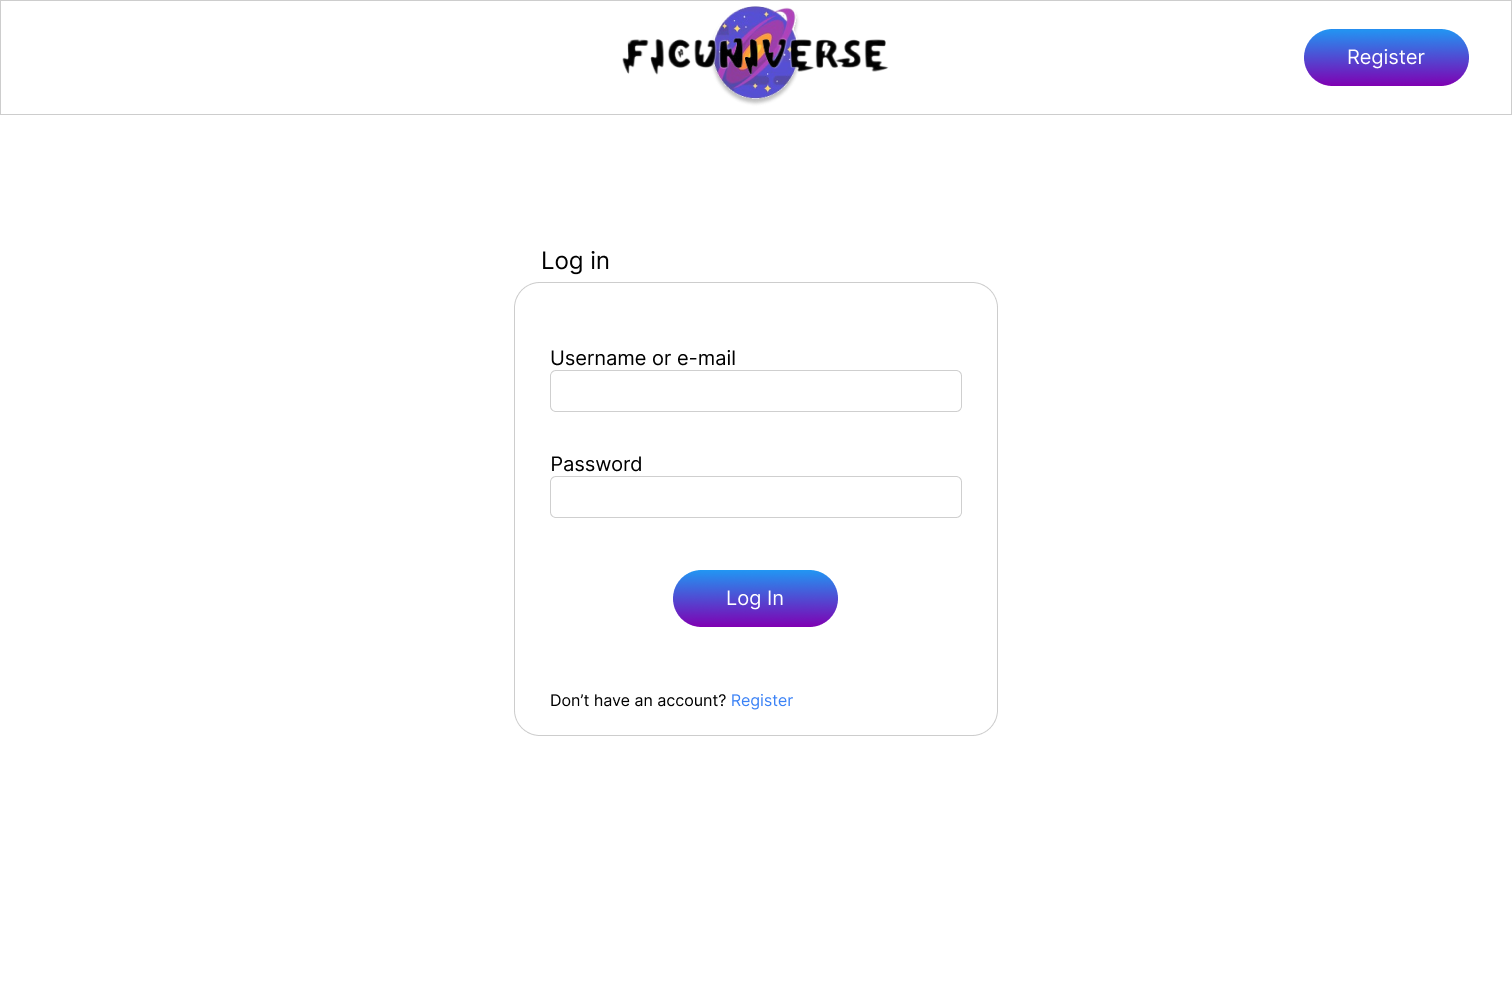 FICUNIVERSE
Register
Log in
Username or e-mail
Password
Log In
Don’t have an account? Register